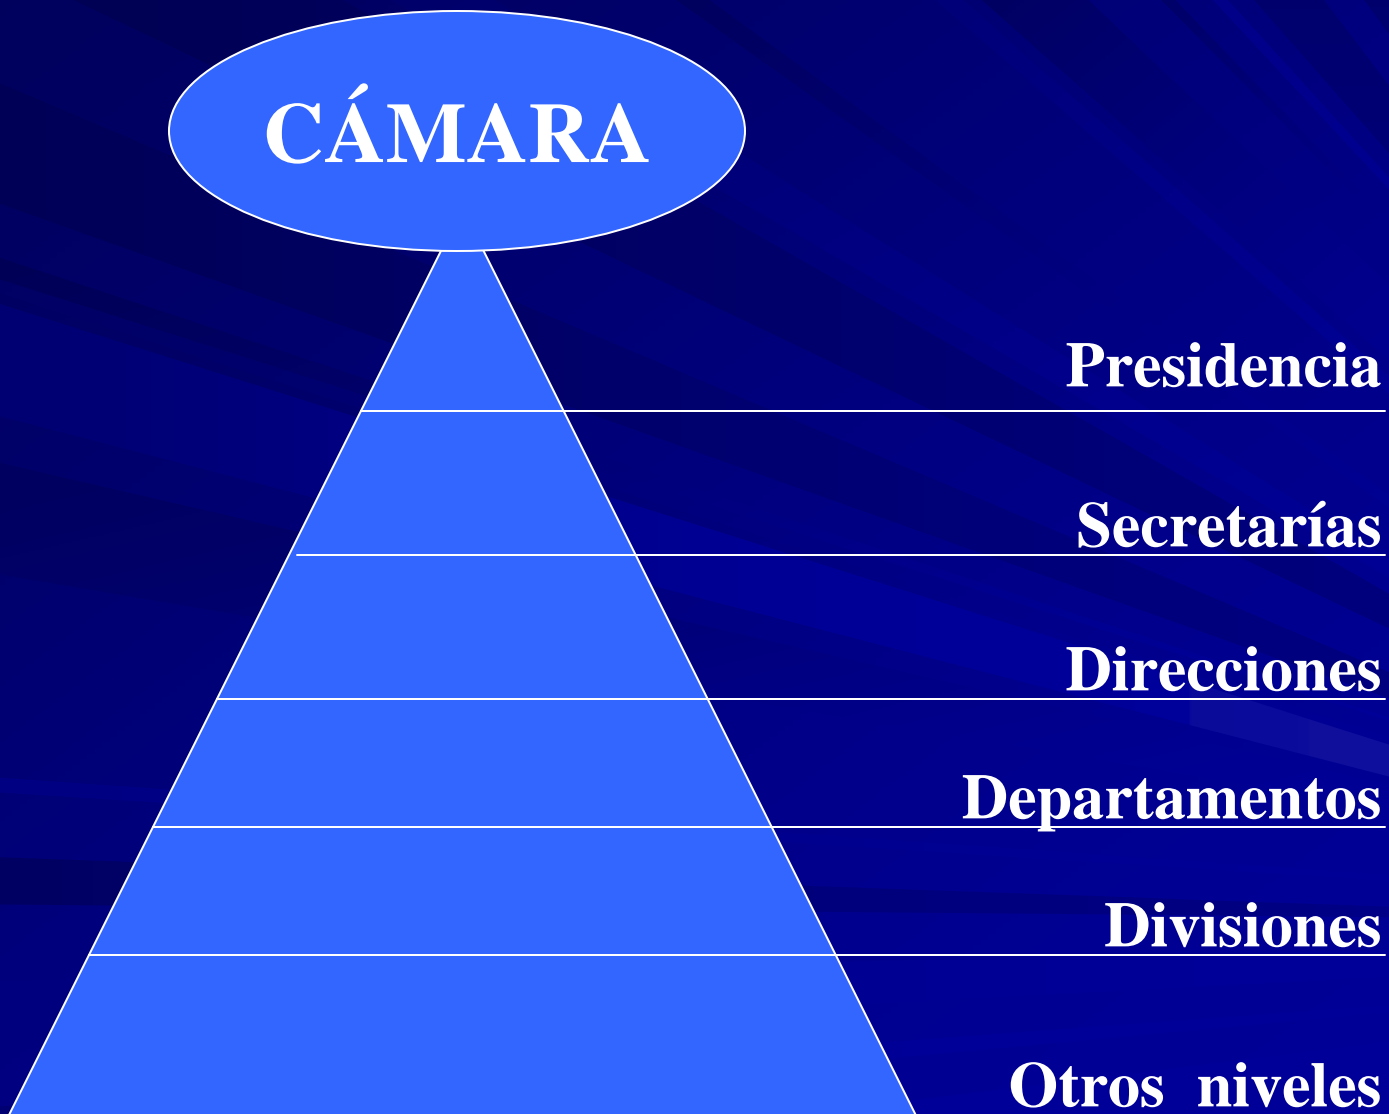 CÁMARA
Presidencia
Secretarías
Direcciones
Departamentos
Divisiones
Otros niveles